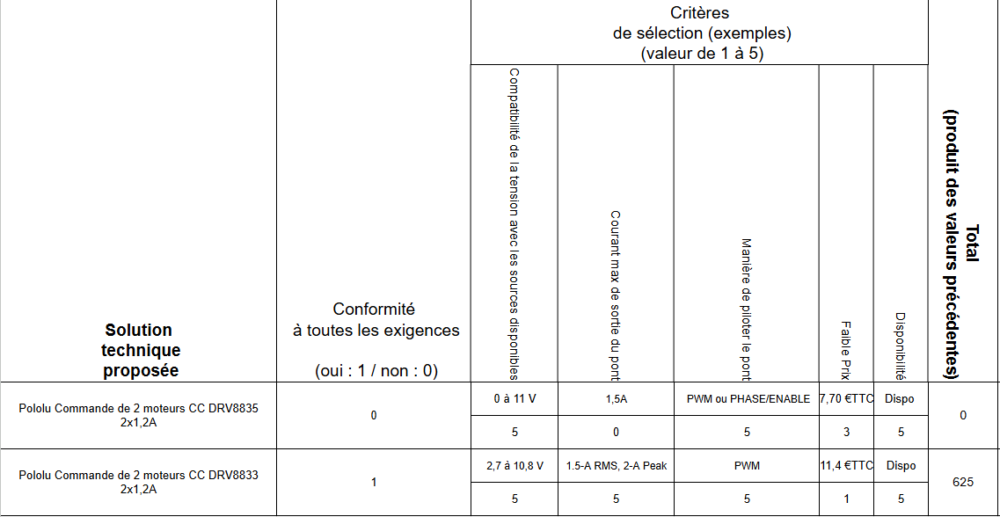 Critères
de sélection (exemples)
(valeur de 1 à 5)
Solution
technique
proposée
Conformité
à toutes les exigences
(oui : 1 / non : 0)
Compatibilité de la tension avec les sources disponibles
Courant max de sortie du pont
Manière de piloter le pont
Faible Prix
Disponibilité
Total
(produit des valeurs précédentes)
Pololu Commande de 2 moteurs CC DRV8835
2x1,2A
0
0 à 11 V
1,5A
PWM ou PHASE/ENABLE
7,70 €TTC
Dispo
5
0
5
3
5
0
Pololu Commande de 2 moteurs CC DRV8833
2x1,2A
1
2,7 à 10,8 V
1.5-A RMS, 2-A Peak
PWM
11,4 €TTC
Dispo
5
5
5
1
5
625